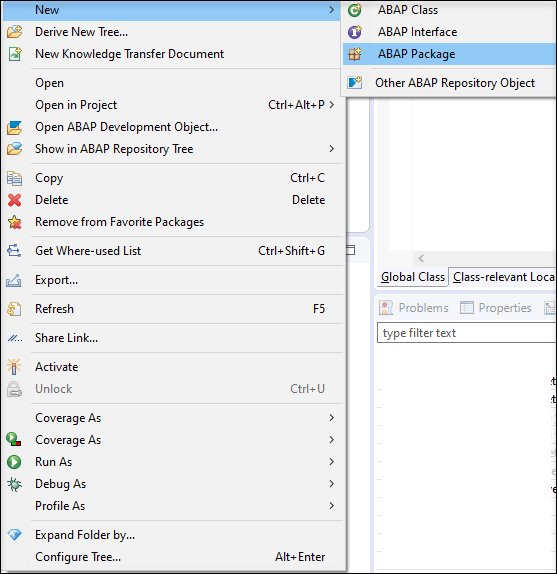 New
Derive New Tree...
New Knowledge Transfer Document
Open
Open in Project Ctrl+Alt+P
Open ABAP Development Object...
Show in ABAP Repository Tree
Copy Ctrl+C
Delete Delete
Remove from Favorite Packages
Get Where-used List Ctrl+Shift+G
Export...
Refresh F5
Share Link...
Activate
Unlock Ctrl+U
Coverage As
Coverage As
Run As
Debug As
Profile As
Expand Folder by...
Configure Tree... Alt+Enter
ABAP Class
ABAP Interface
ABAP Package
Other ABAP Repository Object
Global Class Class-relevant Loca
Problems Properties
type filter text